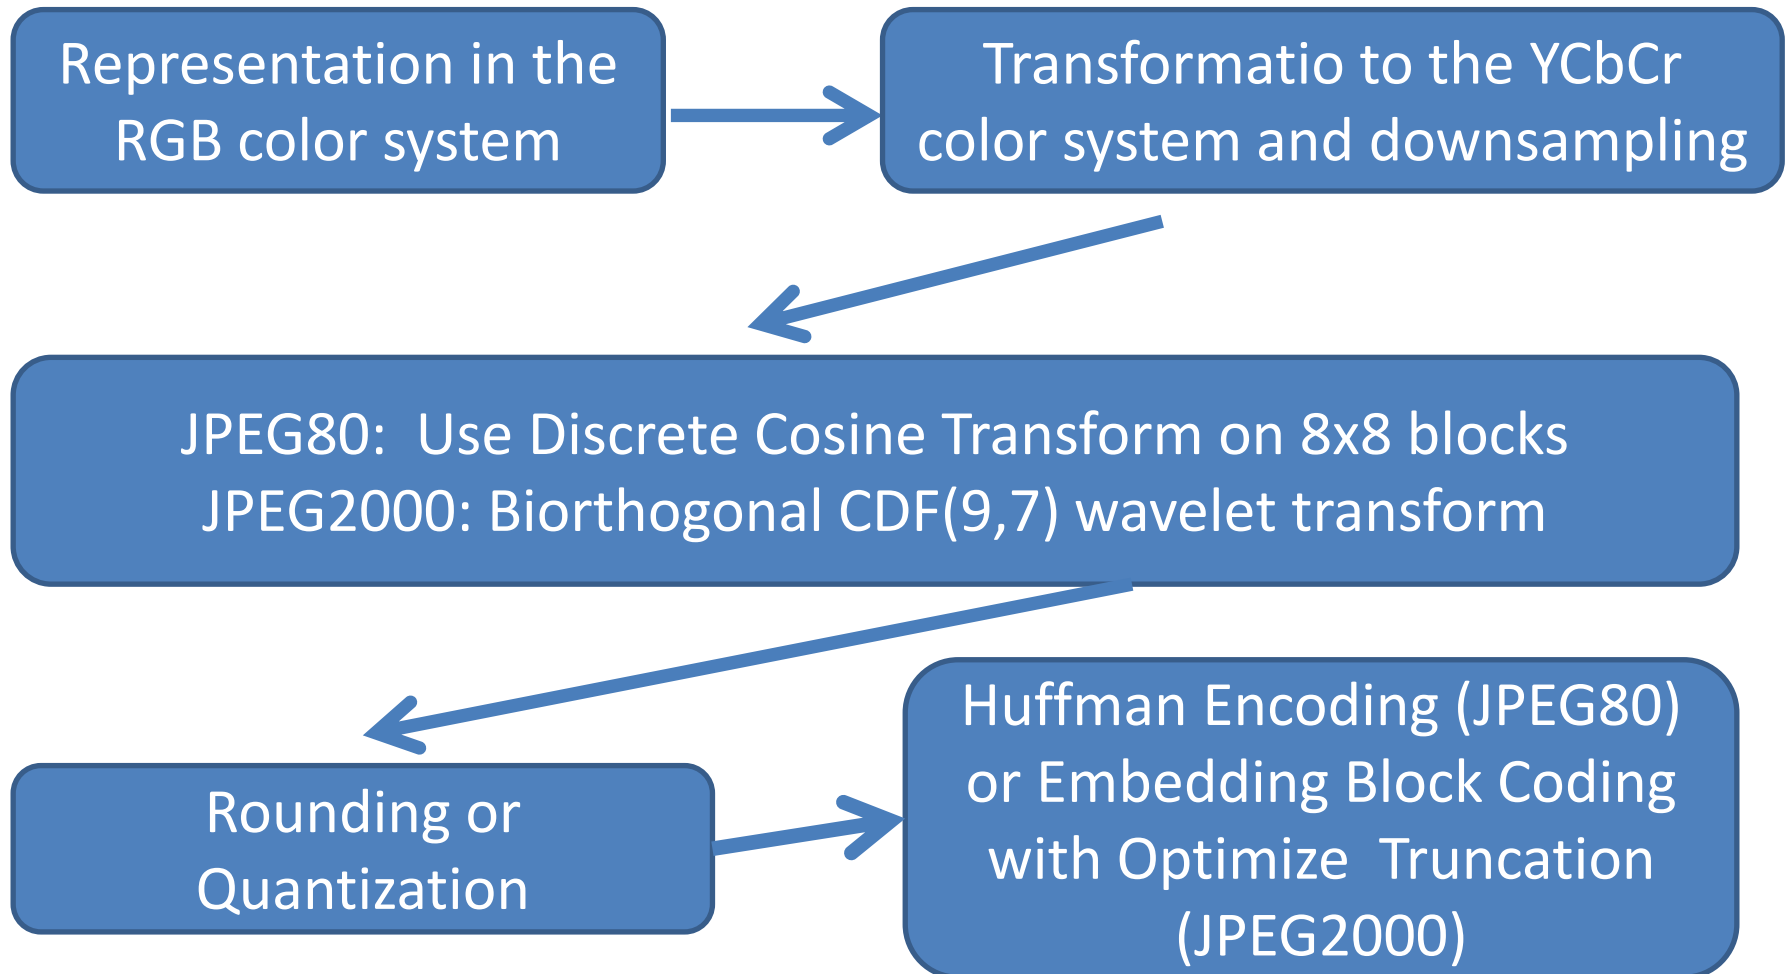 Representation in the
RGB color system
Transformatio to the YCbCr
color system and downsampling
JPEG80:  Use Discrete Cosine Transform on 8x8 blocks
JPEG2000: Biorthogonal CDF(9,7) wavelet transform
Rounding or
Quantization
Huffman Encoding (JPEG80)
or Embedding Block Coding
with Optimize  Truncation
(JPEG2000)